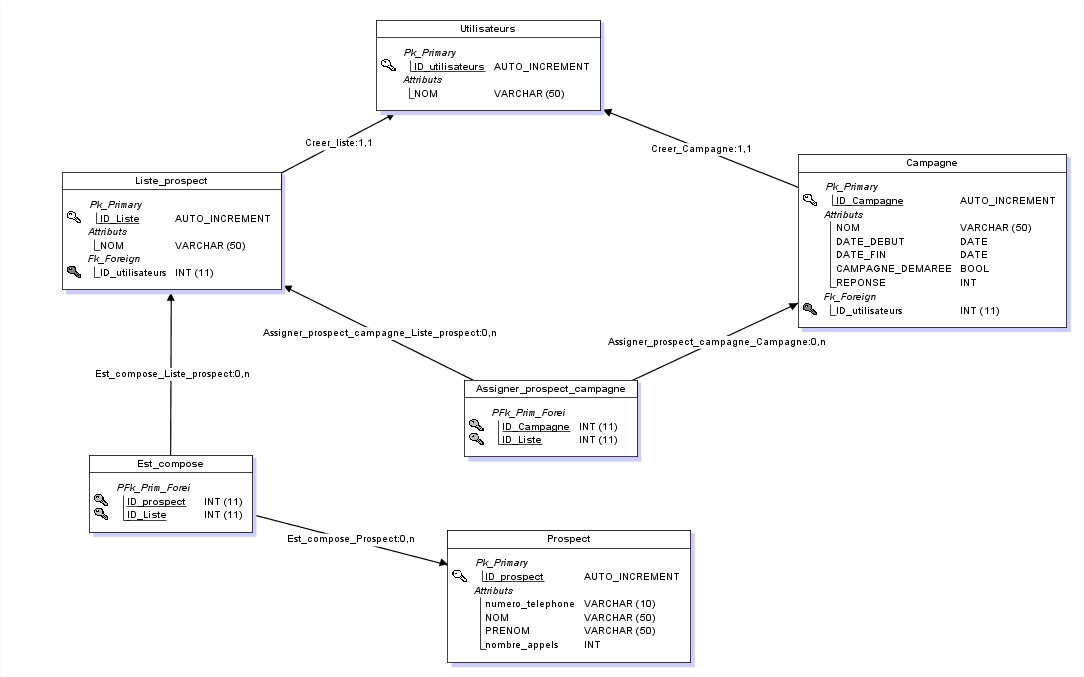 Utilisateurs
Pk_Primary
ID_utilisateurs AUTO_INCREMENT
Attributs
NOM VARCHAR (50)
Creer_liste:1,1
Creer_Campagne:1,1
Liste_prospect
Pk_Primary
ID_Liste AUTO_INCREMENT
Attributs
NOM VARCHAR (50)
Fk_Foreign
ID_utilisateurs INT (11)
Campagne
Pk_Primary
ID_Campagne AUTO_INCREMENT
Attributs
NOM VARCHAR (50)
DATE_DEBUT DATE
DATE_FIN DATE
CAMPAGNE_DEMAREE BOOL
REPONSE INT
Fk_Foreign
ID_utilisateurs INT (11)
Assigner_prospect_campagne_Liste_prospect:0,n
Assigner_prospect_campagne_Campagne:0,n
Est_compose_Liste_prospect:0,n
Assigner_prospect_campagne
PFk_Prim_Forei
ID_Campagne INT (11)
ID_Liste INT (11)
Est_compose
PFk_Prim_Forei
ID_prospect INT (11)
ID_Liste INT (11)
Est_compose_Prospect:0,n
Prospect
Pk_Primary
ID_prospect AUTO_INCREMENT
Attributs
numero_telephone VARCHAR (10)
NOM VARCHAR (50)
PRENOM VARCHAR (50)
nombre_appels INT